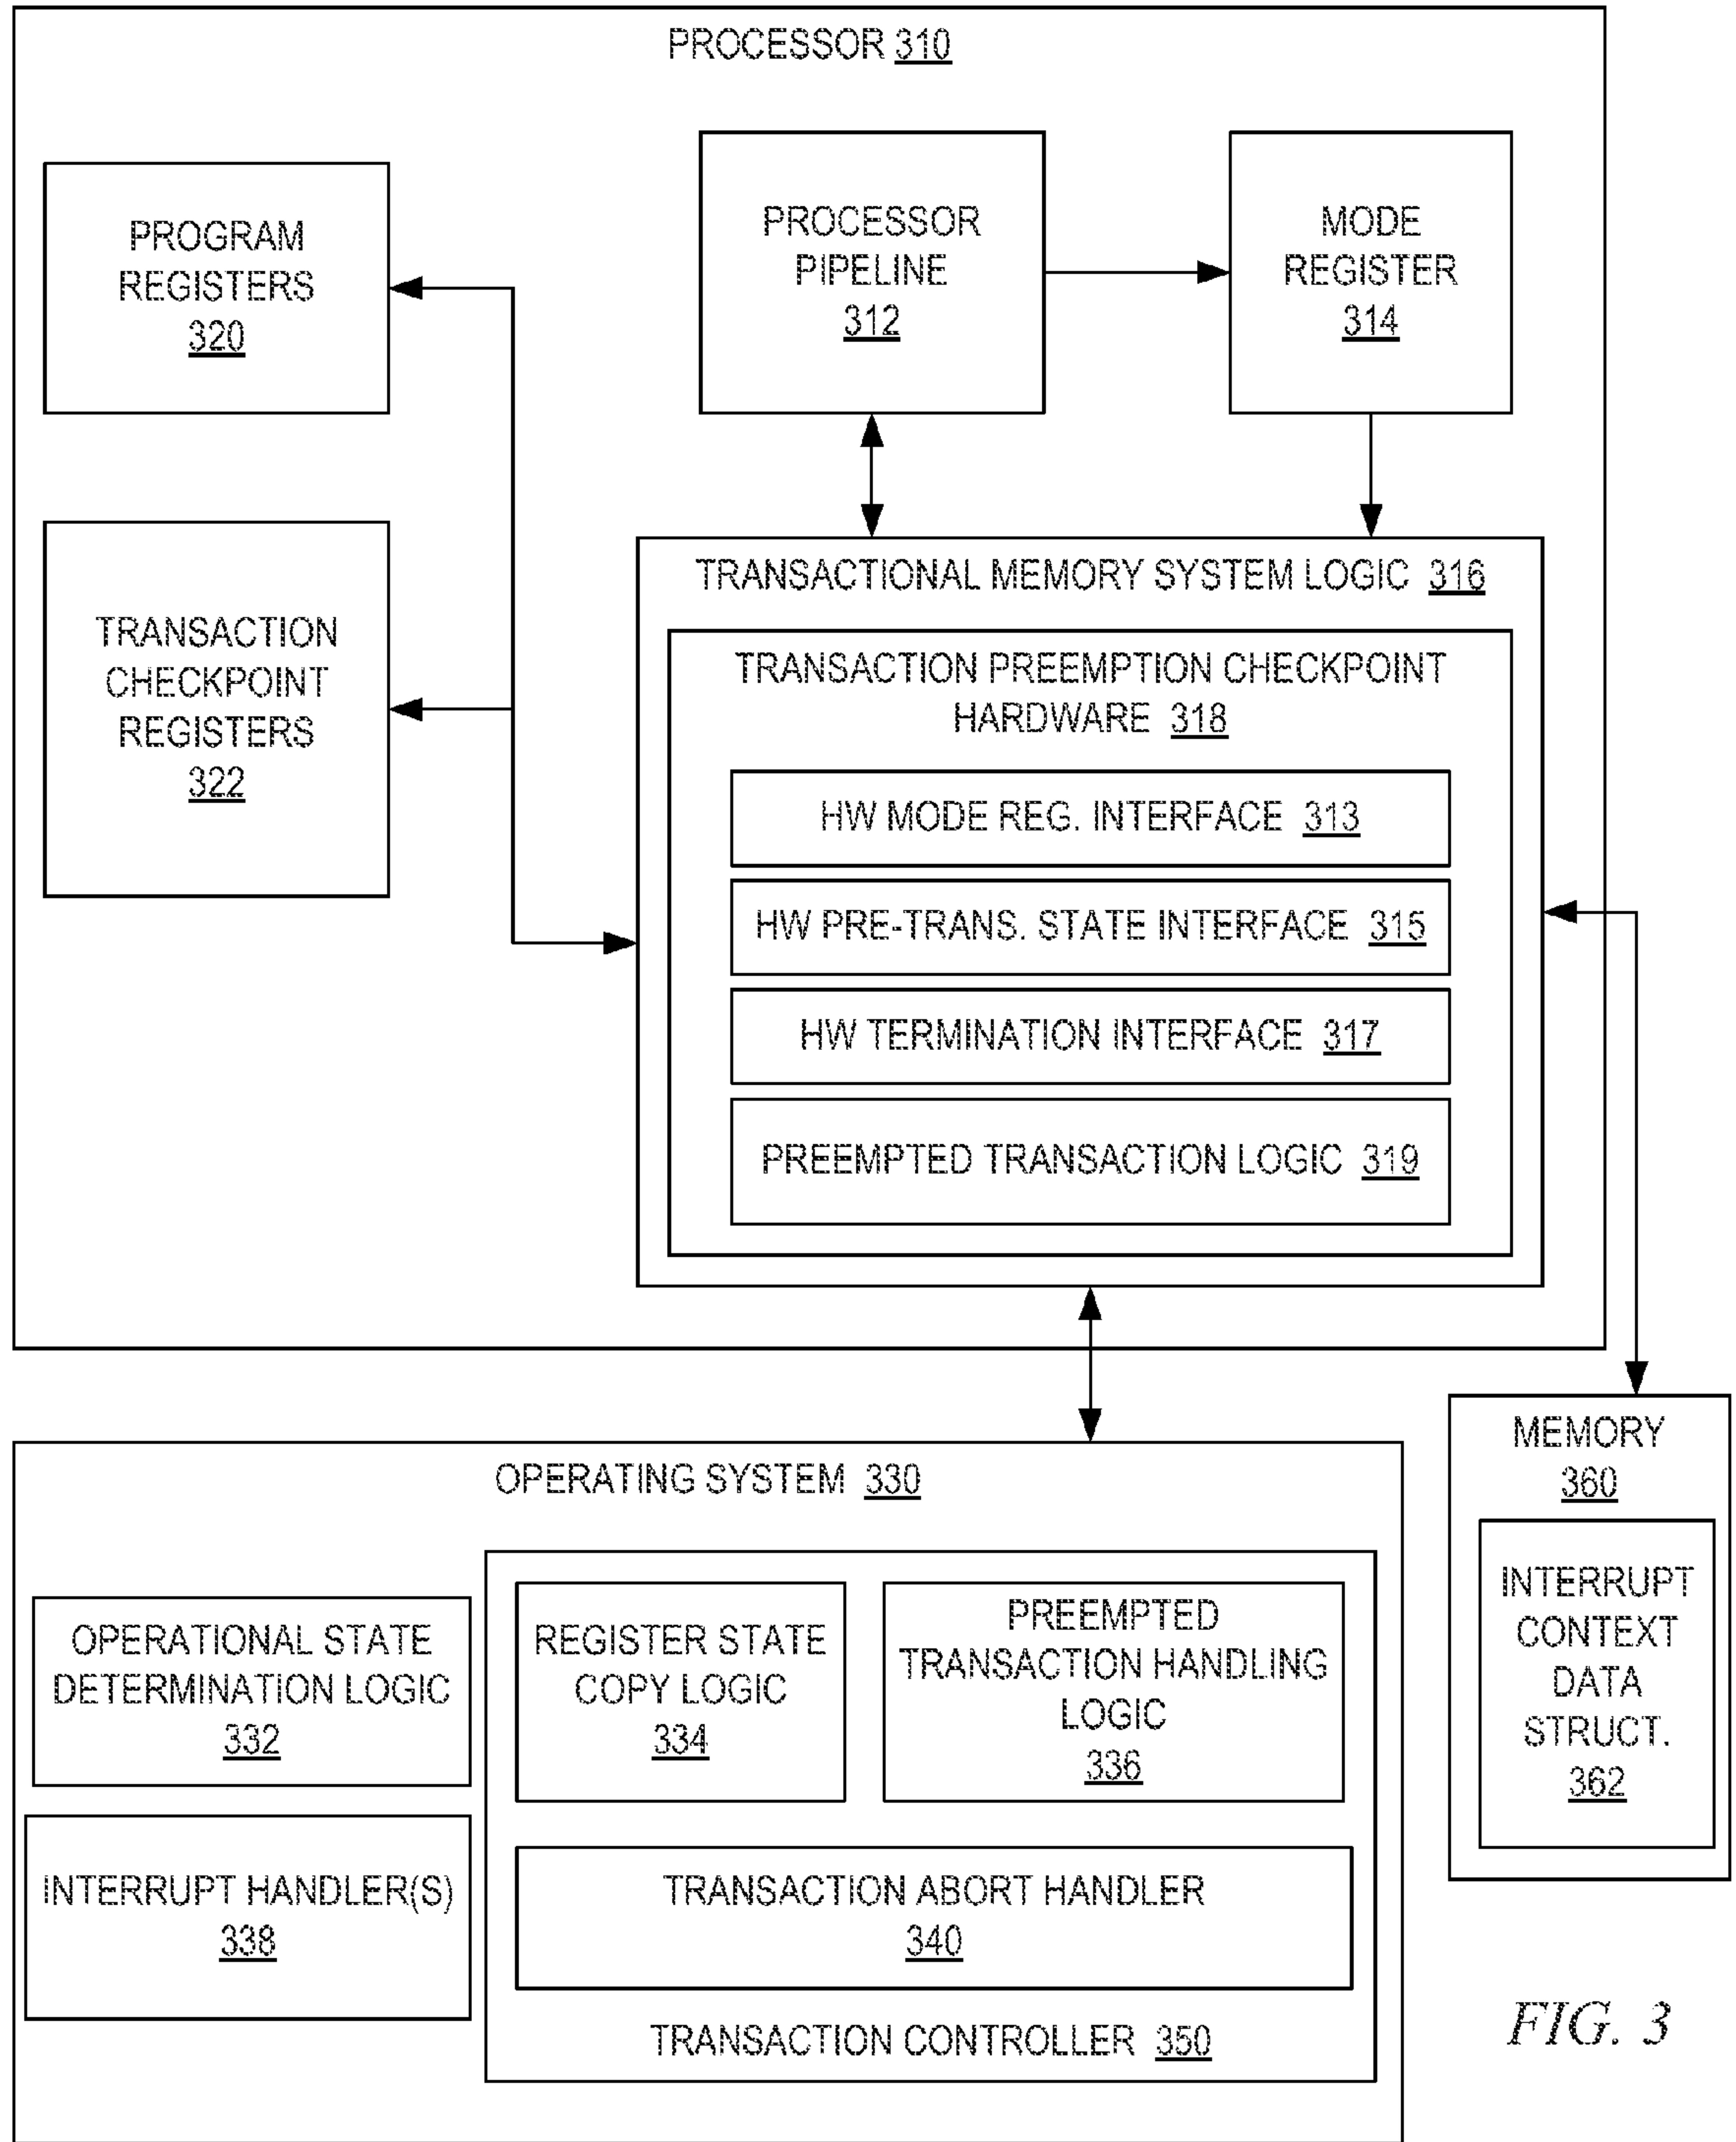 PROCESSOR 310
PROGRAM
REGISTERS
320
PROCESSOR
PIPELINE
312
MODE
REGISTER
314
TRANSACTION
CHECKPOINT
REGISTERS
322
TRANSACTIONAL MEMORY SYSTEM LOGIC 316
TRANSACTION PREEMPTION CHECKPOINT
HARDWARE 318
HW MODE REG. INTERFACE 313
HW PRE-TRANS. STATE INTERFACE 315
HW TERMINATION INTERFACE 317
PREEMPTED TRANSACTION LOGIC 319
OPERATING SYSTEM 330
OPERATIONAL STATE
DETERMINATION LOGIC
332
REGISTER STATE
COPY LOGIC
334
PREEMPTED
TRANSACTION HANDLING
LOGIC
336
INTERRUPT HANDLER(S)
338
TRANSACTION ABORT HANDLER
340
TRANSACTION CONTROLLER 350
MEMORY
360
INTERRUPT
CONTEXT
DATA
STRUCT.
362
FIG. 3